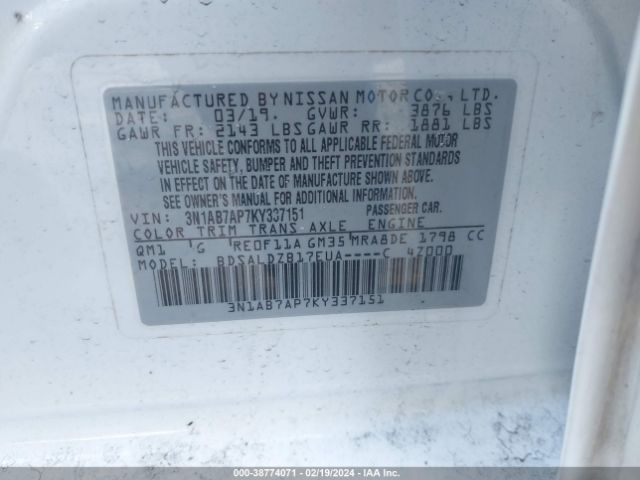 MANUFACTURED BY NISSAN MOTOR CO., LTD.
DATE: 03/19. GVWR: 3876 LBS
GAWR FR: 2143 LBS GAWR RR: 1881 LBS
THIS VEHICLE CONFORMS TO ALL APPLICABLE FEDERAL MOTOR
VEHICLE SAFETY, BUMPER AND THEFT PREVENTION STANDARDS
IN EFFECT ON THE DATE OF MANUFACTURE SHOWN ABOVE.
SEE OWNER'S MANUAL FOR ADDITIONAL INFORMATION.
VIN: 3N1AB7AP7KY337151 PASSENGER CAR.
COLOR TRIM TRANS AXLE ENGINE
QM1 G RE0F11A GM35 MRA8DE 1798 CC
MODEL: BDSALDZB17EUA----C 4Z000
3N1AB7AP7KY337151
000-38774071 - 02/19/2024 - IAA Inc.